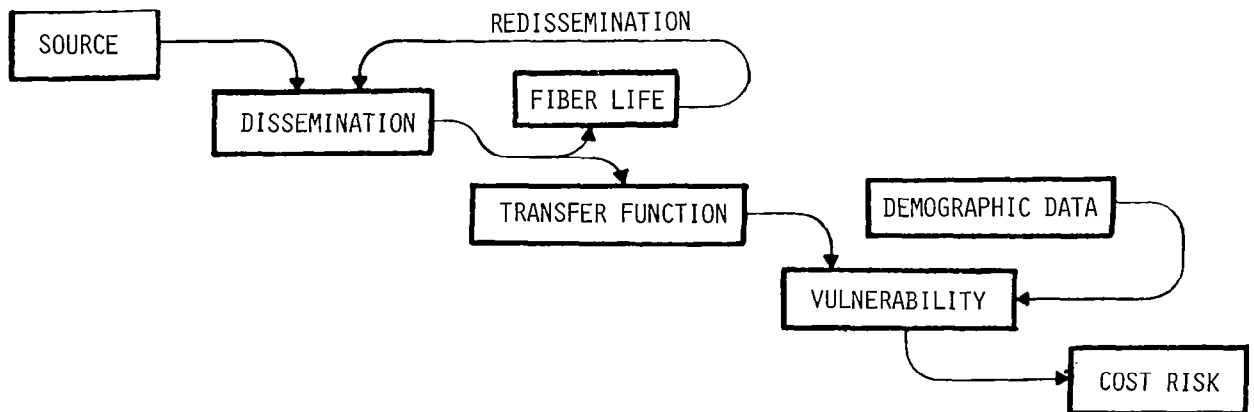 REDISSEMINATION
SOURCE
FIBER LIFE
DISSEMINATION
TRANSFER FUNCTION
DEMOGRAPHIC DATA
VULNERABILITY
COST RISK